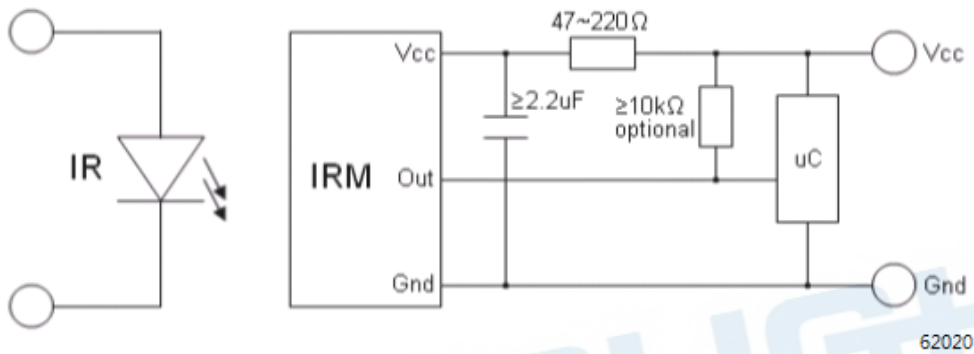 47~220Ω
Vcc
Vcc
≥2.2uF
≥10kΩ
optional
IR
IRM
Out
uC
Gnd
Gnd
62020